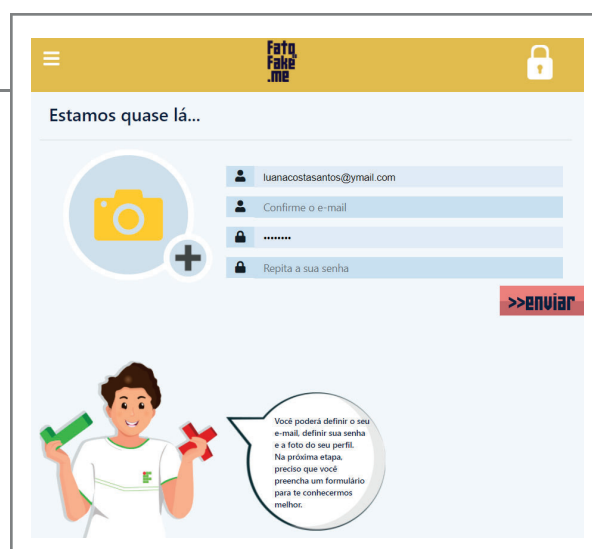 Fato
Fake
.me
Estamos quase lá...
luanacostasantos@ymail.com
Confirme o e-mail
••••••••
Repita a sua senha
>>enviar
Você poderá definir o seu
e-mail, definir sua senha
e a foto do seu perfil.
Na próxima etapa,
preciso que você
preencha um formulário
para te conhecermos
melhor.